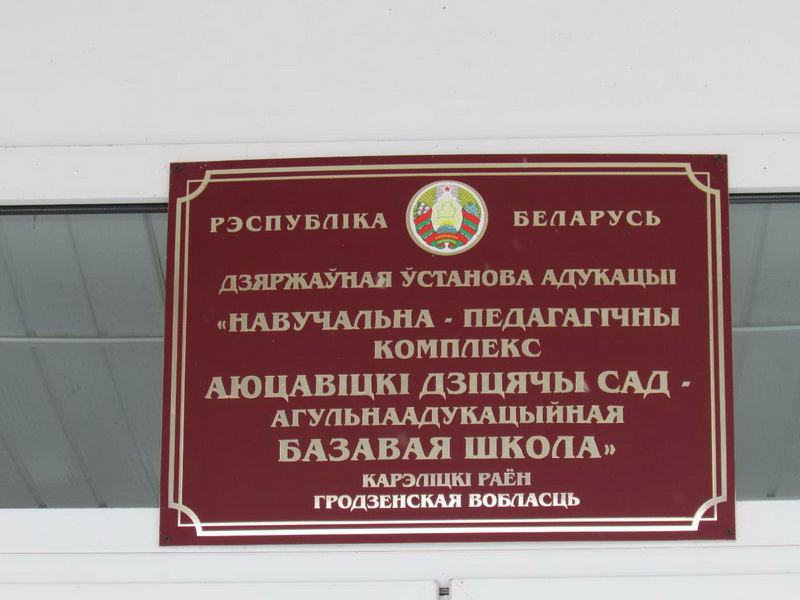 РЭСПУБЛІКА БЕЛАРУСЬ
ДЗЯРЖАЎНАЯ ЎСТАНОВА АДУКАЦЫІ
«НАВУЧАЛЬНА - ПЕДАГАГІЧНЫ
КОМПЛЕКС
АЮЦАВІЦКІ ДЗІЦЯЧЫ САД -
АГУЛЬНААДУКАЦЫЙНАЯ
БАЗАВАЯ ШКОЛА»
КАРЭЛІЦКІ РАЁН
ГРОДЗЕНСКАЯ ВОБЛАСЦЬ